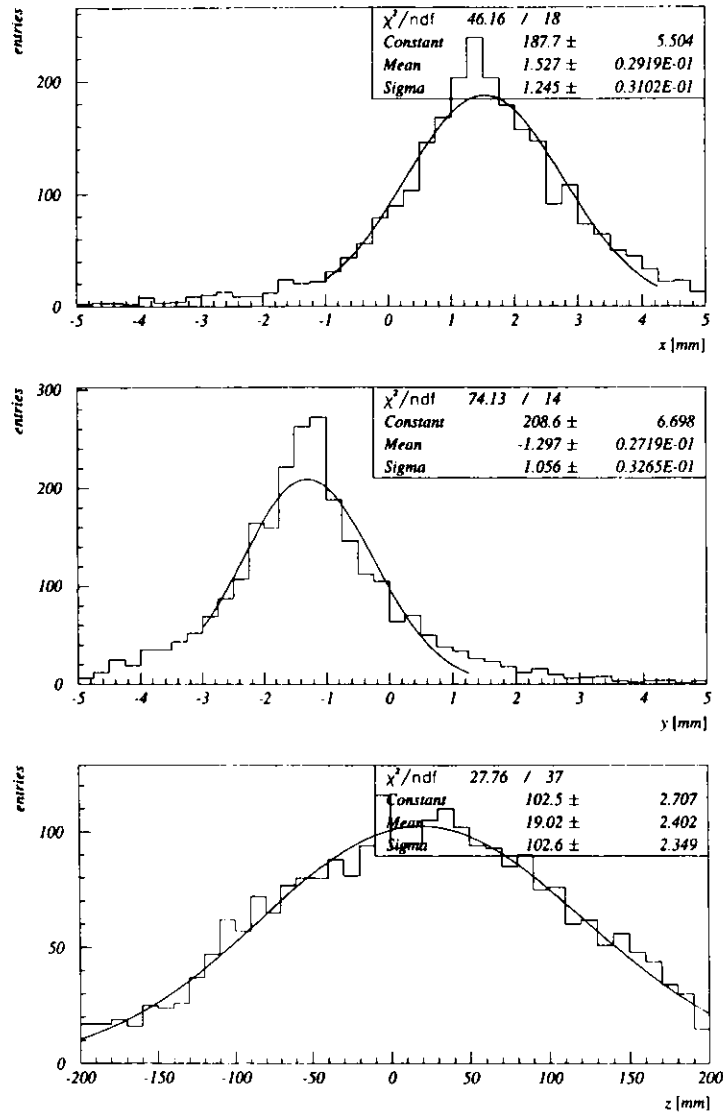 entries
χ²/ndf 46.16 / 18
Constant 187.7 ± 5.504
Mean 1.527 ± 0.2919E-01
Sigma 1.245 ± 0.3102E-01
200
100
0
-5 -4 -3 -2 -1 0 1 2 3 4 5
x [mm]
entries
300
χ²/ndf 74.13 / 14
Constant 208.6 ± 6.698
Mean -1.297 ± 0.2719E-01
Sigma 1.056 ± 0.3265E-01
200
100
0
-5 -4 -3 -2 -1 0 1 2 3 4 5
y [mm]
entries
χ²/ndf 27.76 / 37
Constant 102.5 ± 2.707
Mean 19.02 ± 2.402
Sigma 102.6 ± 2.349
100
50
0
-200 -150 -100 -50 0 50 100 150 200
z [mm]